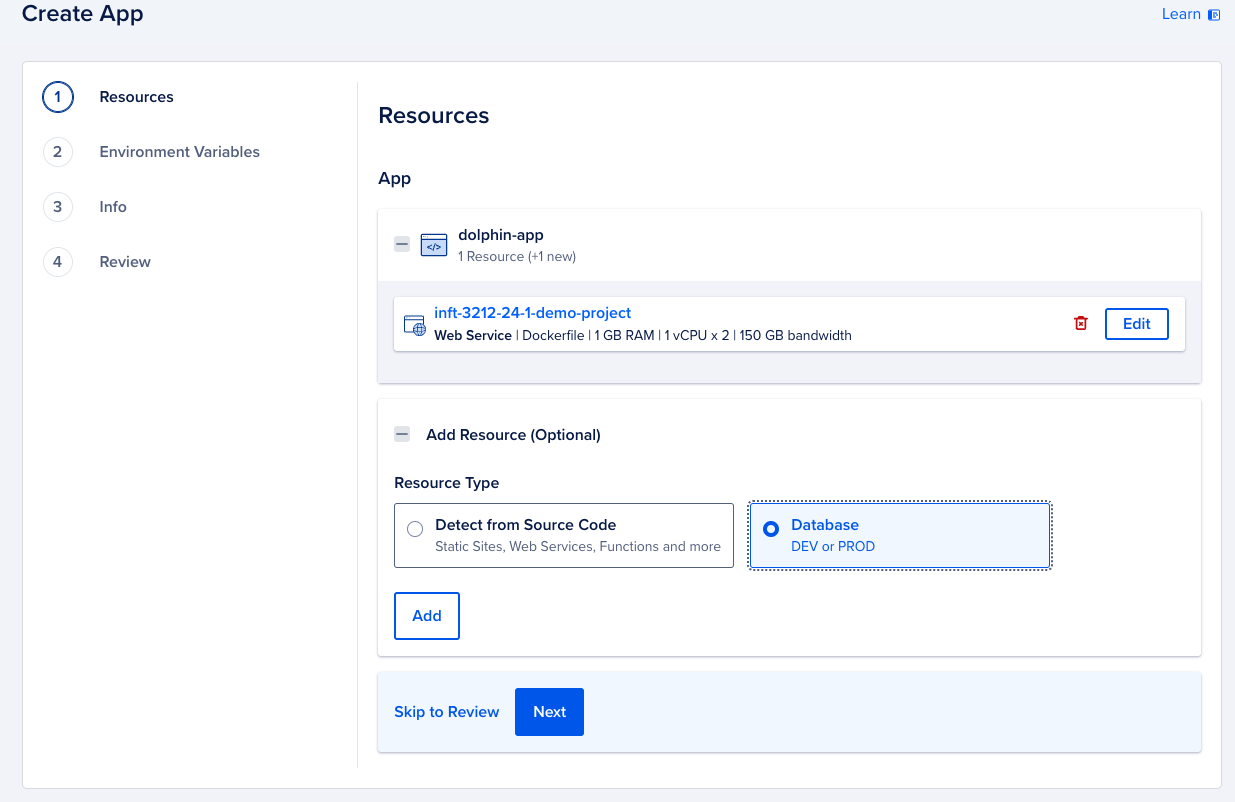 Create App
Learn
1 Resources
2 Environment Variables
3 Info
4 Review
Resources
App
</>
dolphin-app
1 Resource (+1 new)
inft-3212-24-1-demo-project
Web Service | Dockerfile | 1 GB RAM | 1 vCPU x 2 | 150 GB bandwidth
Edit
Add Resource (Optional)
Resource Type
Detect from Source Code
Static Sites, Web Services, Functions and more
Database
DEV or PROD
Add
Skip to Review
Next